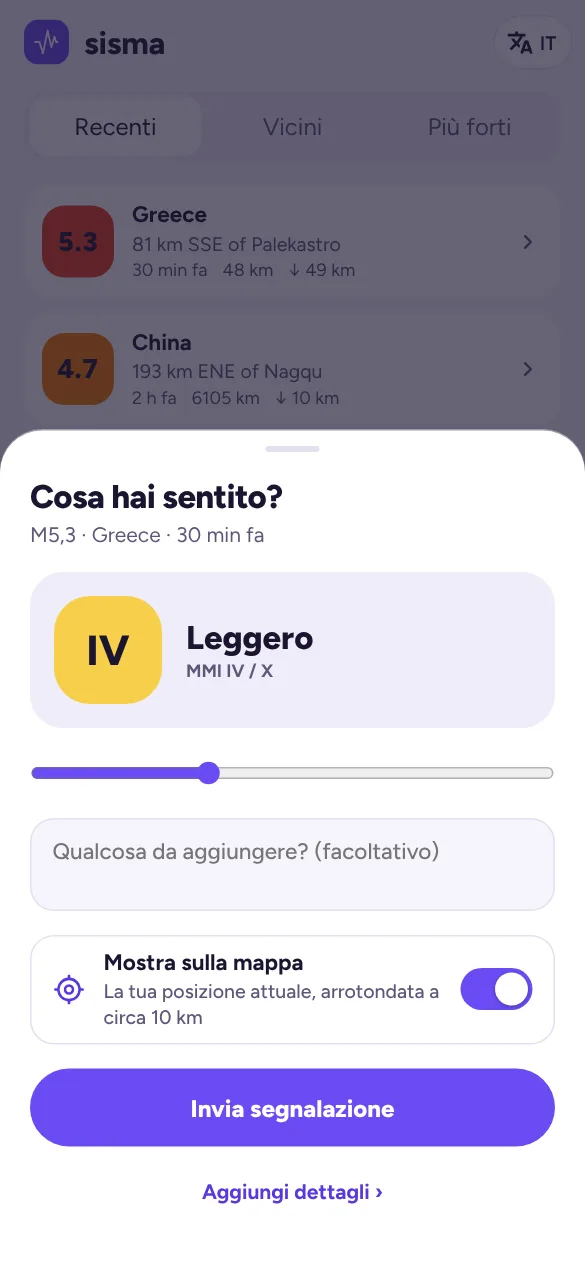 sisma
IT
Recenti
Vicini
Più forti
5.3
Greece
81 km SSE of Palekastro
30 min fa 48 km ↓ 49 km
4.7
China
193 km ENE of Nagqu
2 h fa 6105 km ↓ 10 km
Cosa hai sentito?
M5,3 · Greece · 30 min fa
IV
Leggero
MMI IV / X
Qualcosa da aggiungere? (facoltativo)
Mostra sulla mappa
La tua posizione attuale, arrotondata a
circa 10 km
Invia segnalazione
Aggiungi dettagli ›